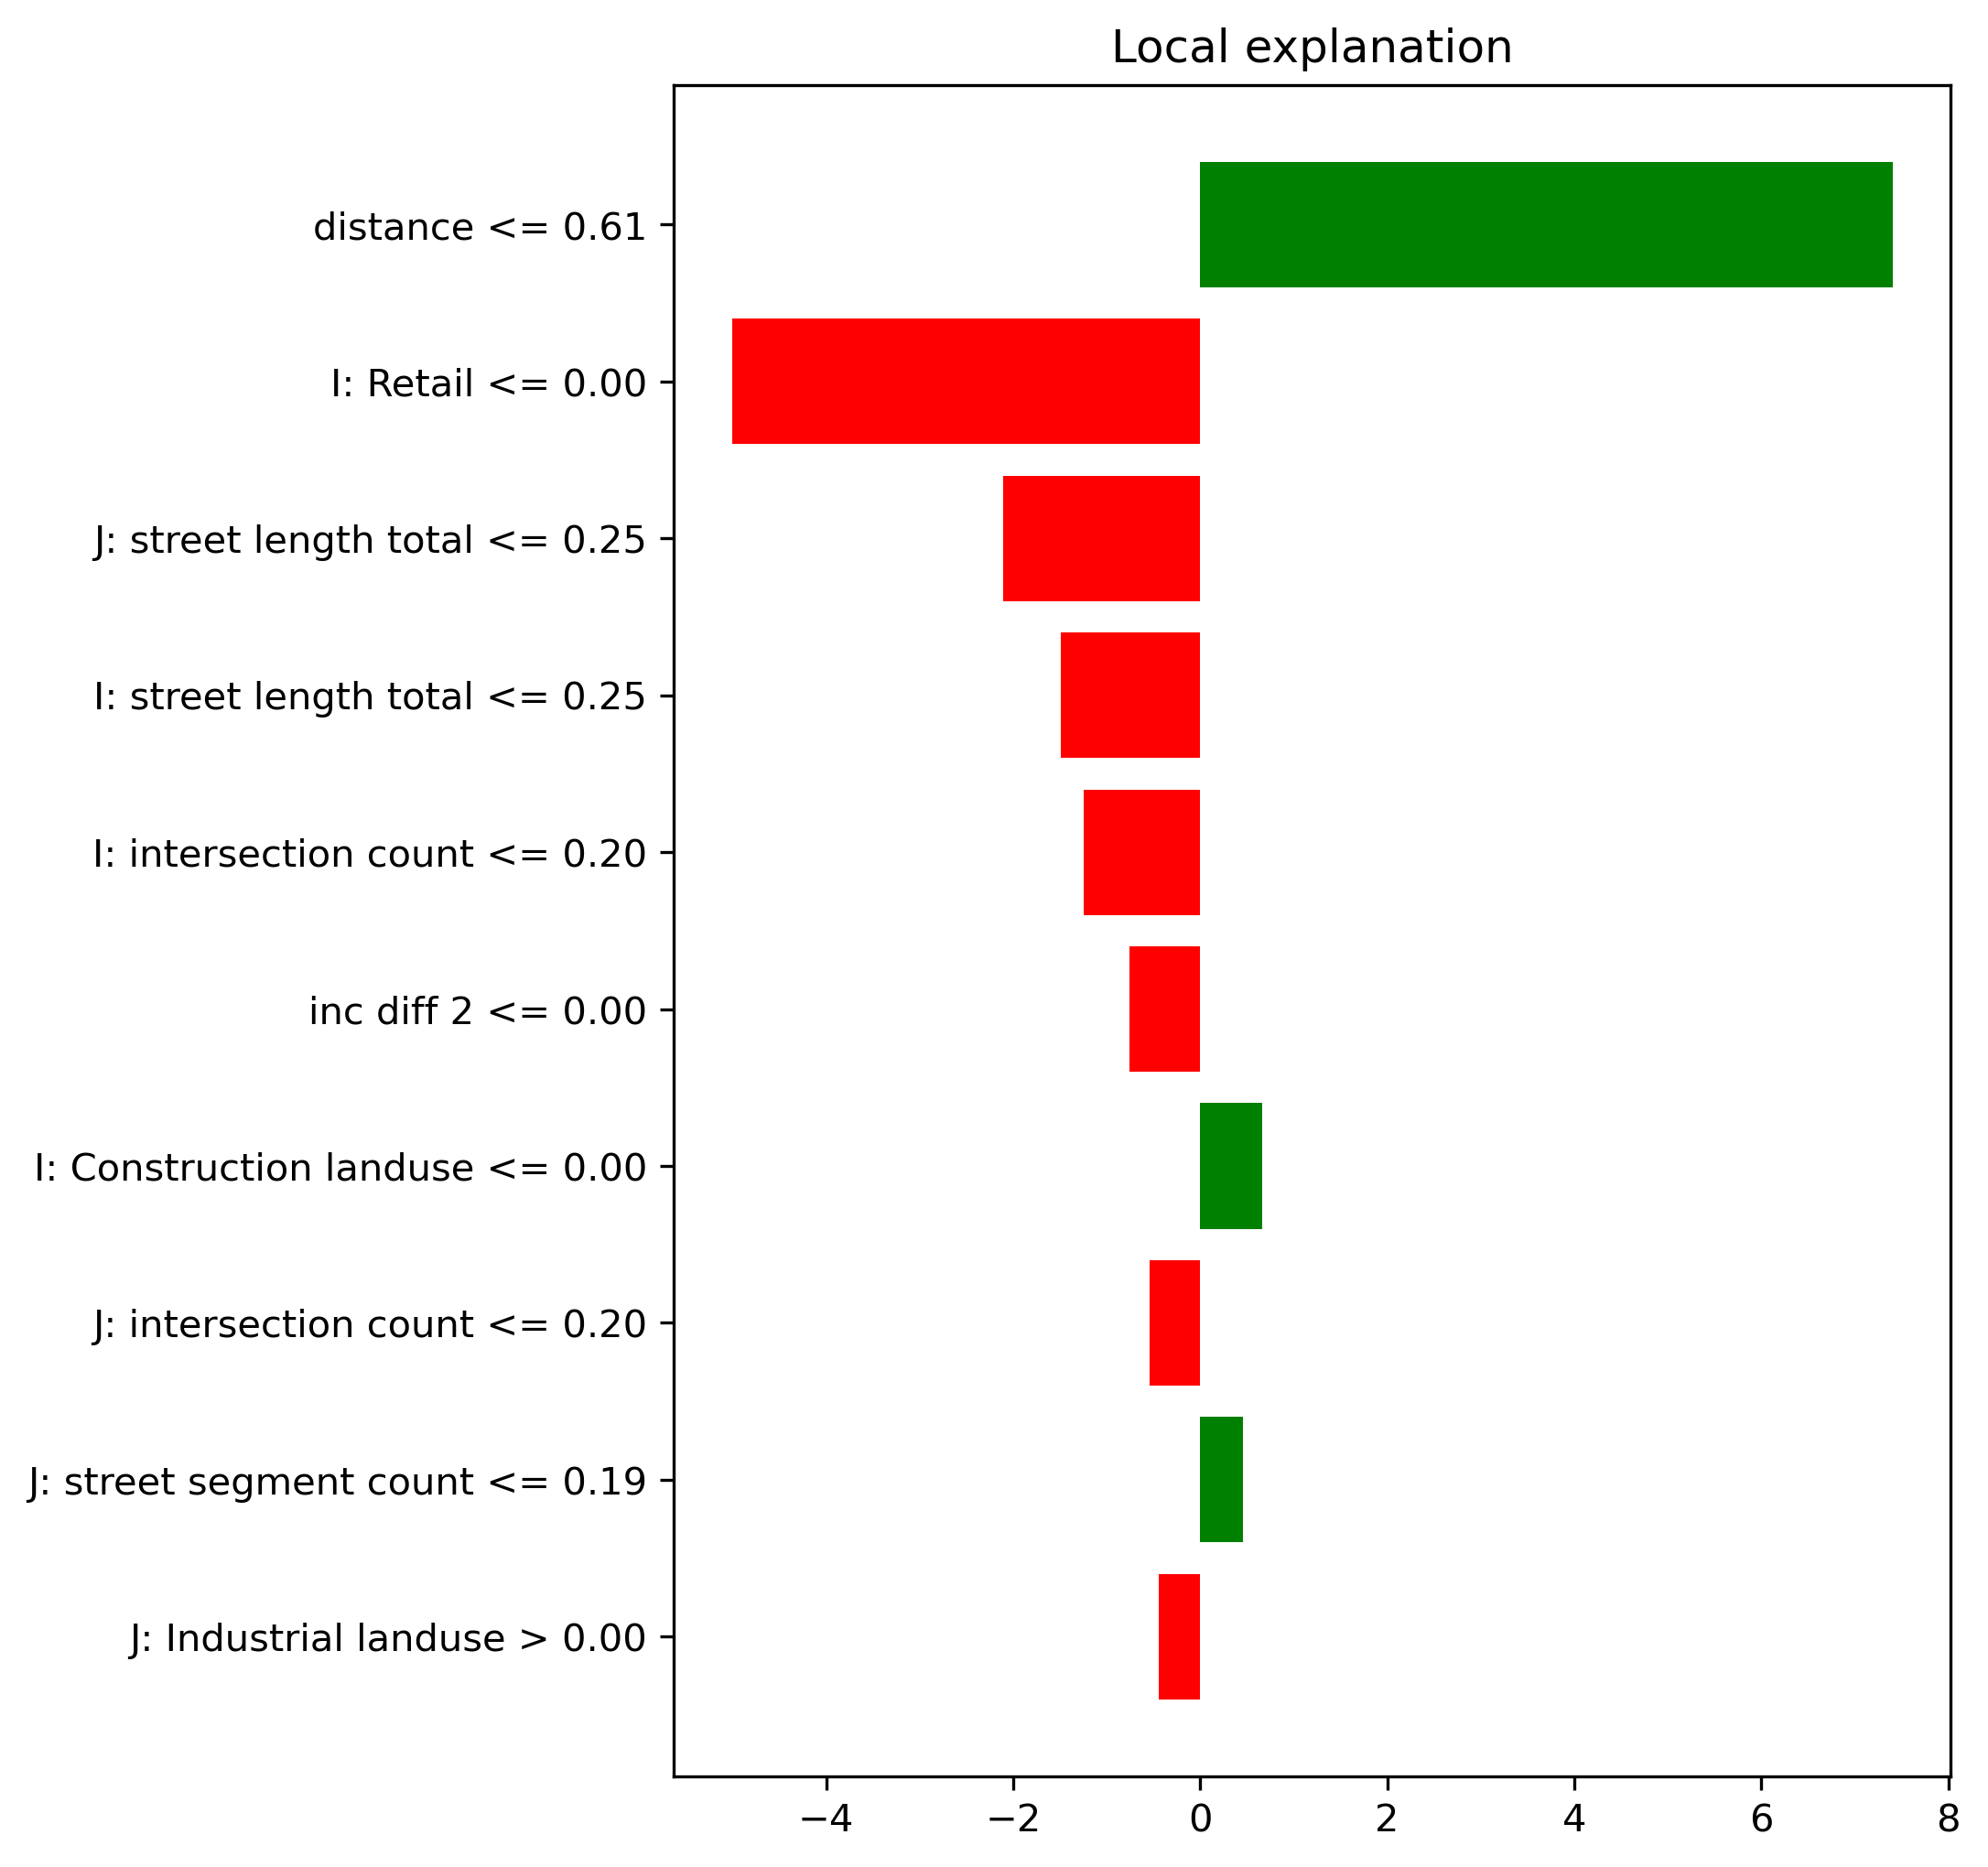 Local explanation
distance <= 0.61
I: Retail <= 0.00
J: street length total <= 0.25
I: street length total <= 0.25
I: intersection count <= 0.20
inc diff 2 <= 0.00
I: Construction landuse <= 0.00
J: intersection count <= 0.20
J: street segment count <= 0.19
J: Industrial landuse > 0.00
−4 −2 0 2 4 6 8